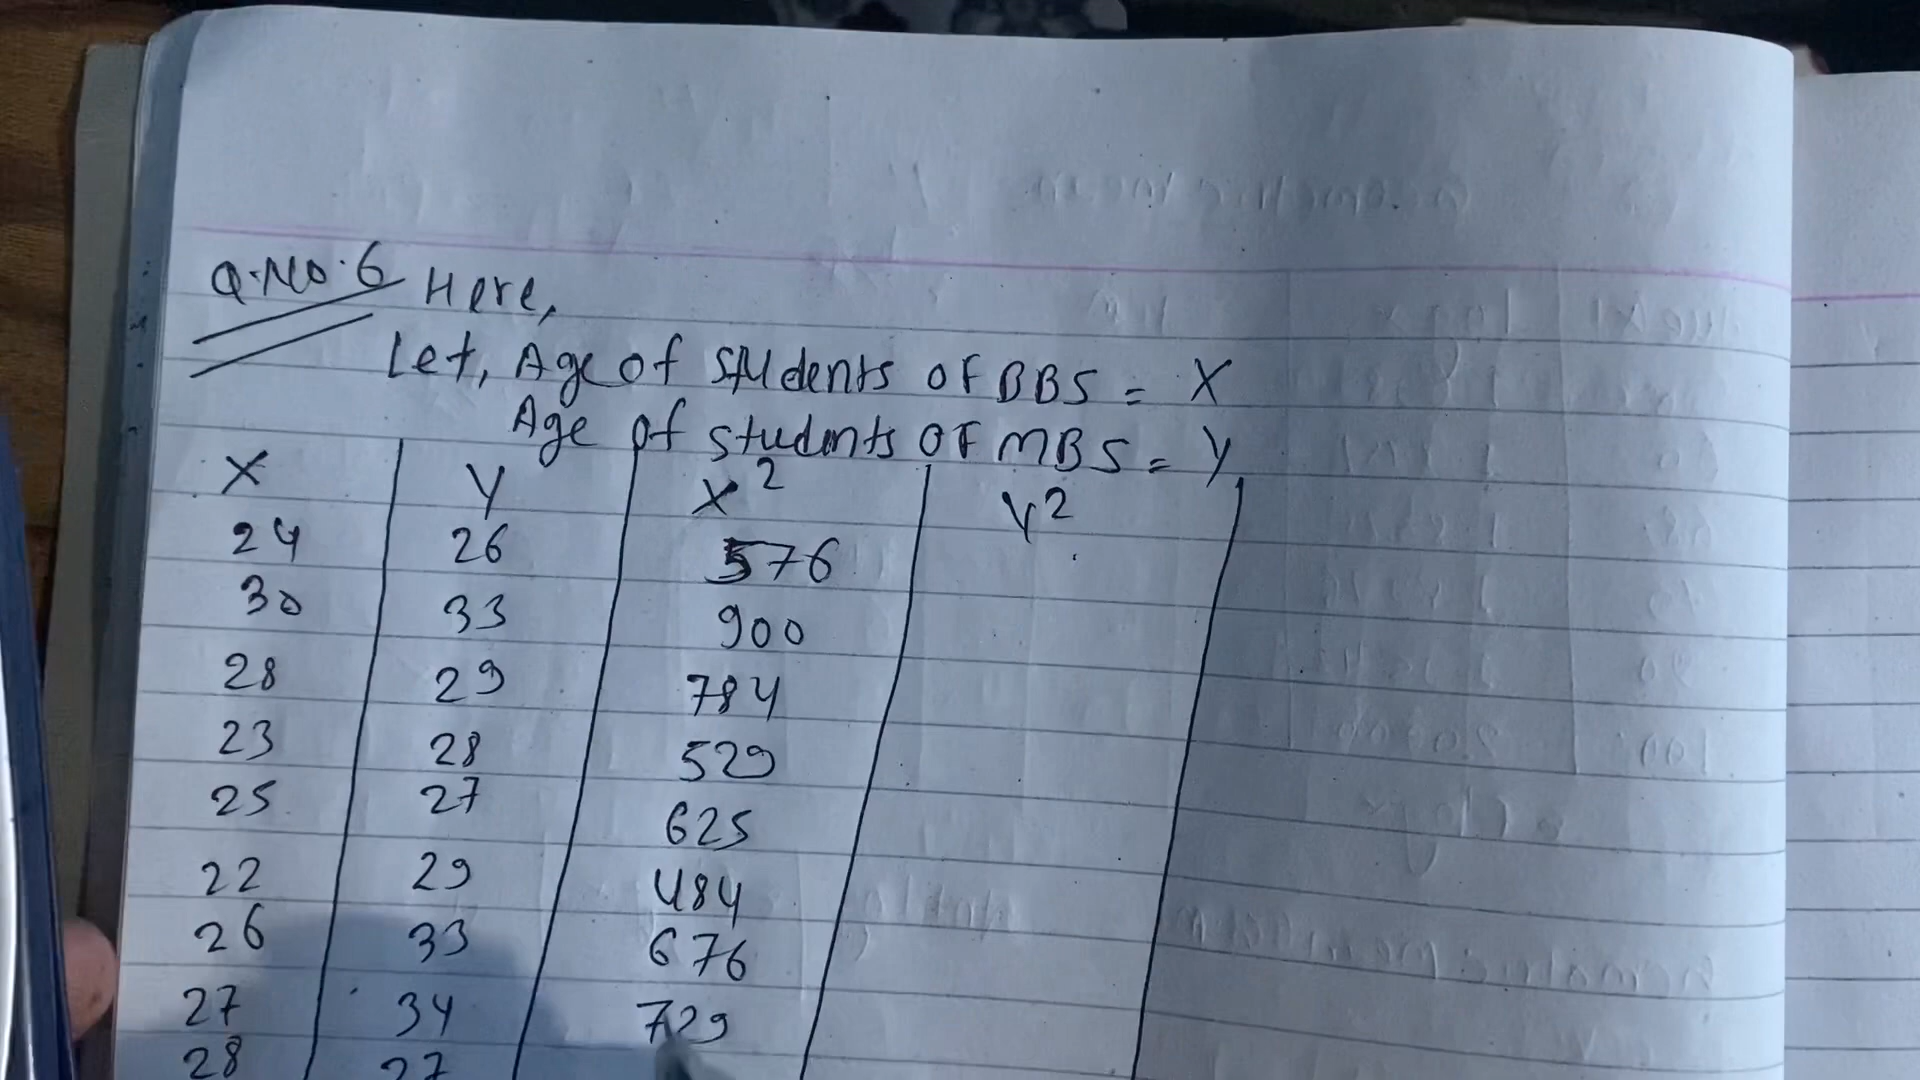 Q.No.6 Here,
Let, Age of students of BBS = X
Age of students of MBS = Y
X Y X² Y²
24 26 576
30 33 900
28 29 784
23 28 529
25 27 625
22 29 484
26 33 676
27 34 729
28 27